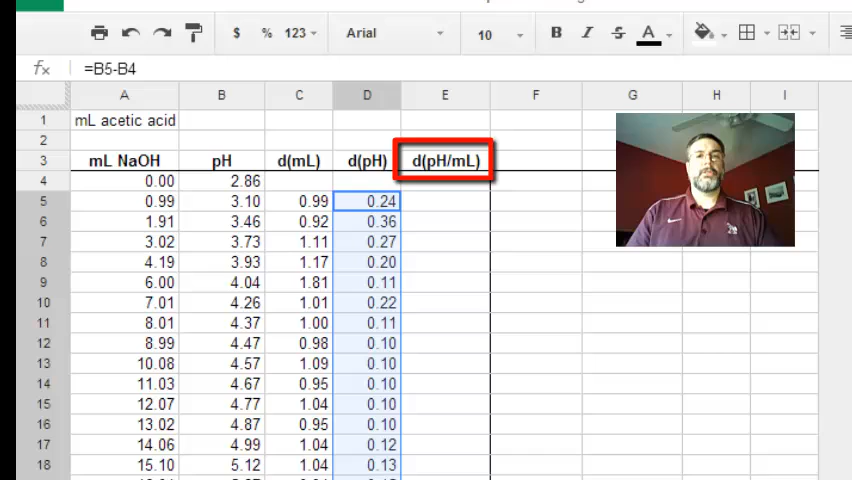 $ % 123 Arial 10 B I S A
fx =B5-B4
A B C D E F G H I
1 mL acetic acid
2
3 mL NaOH pH d(mL) d(pH) d(pH/mL)
4 0.00 2.86
5 0.99 3.10 0.99 0.24
6 1.91 3.46 0.92 0.36
7 3.02 3.73 1.11 0.27
8 4.19 3.93 1.17 0.20
9 6.00 4.04 1.81 0.11
10 7.01 4.26 1.01 0.22
11 8.01 4.37 1.00 0.11
12 8.99 4.47 0.98 0.10
13 10.08 4.57 1.09 0.10
14 11.03 4.67 0.95 0.10
15 12.07 4.77 1.04 0.10
16 13.02 4.87 0.95 0.10
17 14.06 4.99 1.04 0.12
18 15.10 5.12 1.04 0.13